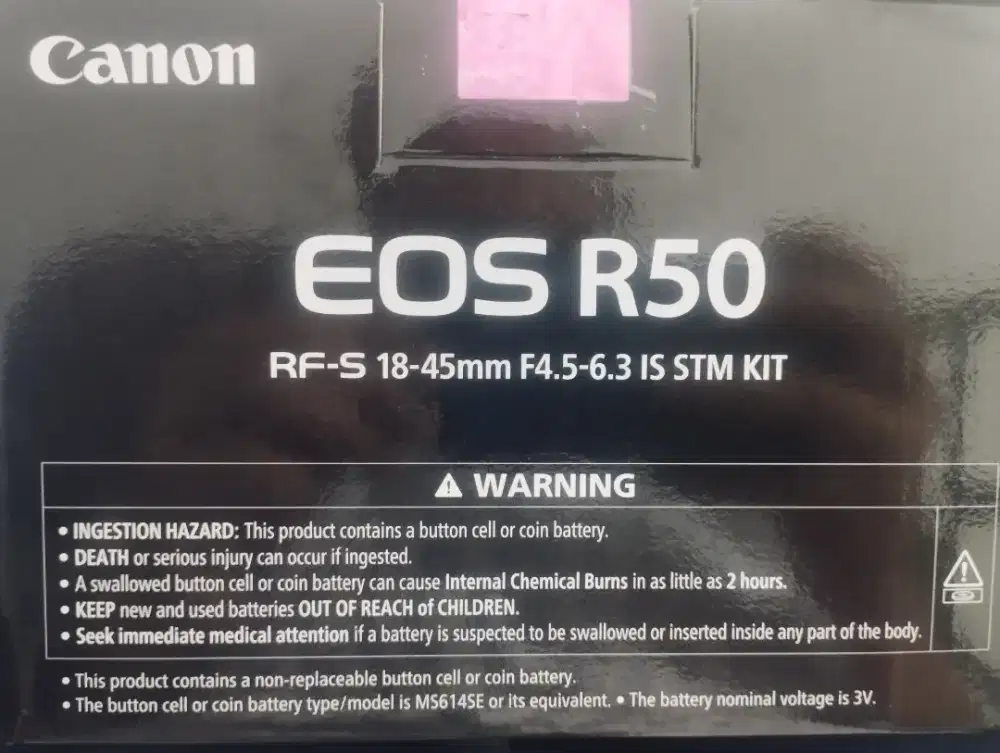 Canon
EOS R50
RF-S 18-45mm F4.5-6.3 IS STM KIT
⚠ WARNING
• INGESTION HAZARD: This product contains a button cell or coin battery.
• DEATH or serious injury can occur if ingested.
• A swallowed button cell or coin battery can cause Internal Chemical Burns in as little as 2 hours.
• KEEP new and used batteries OUT OF REACH of CHILDREN.
• Seek immediate medical attention if a battery is suspected to be swallowed or inserted inside any part of the body.
• This product contains a non-replaceable button cell or coin battery.
• The button cell or coin battery type/model is MS614SE or its equivalent. • The battery nominal voltage is 3V.